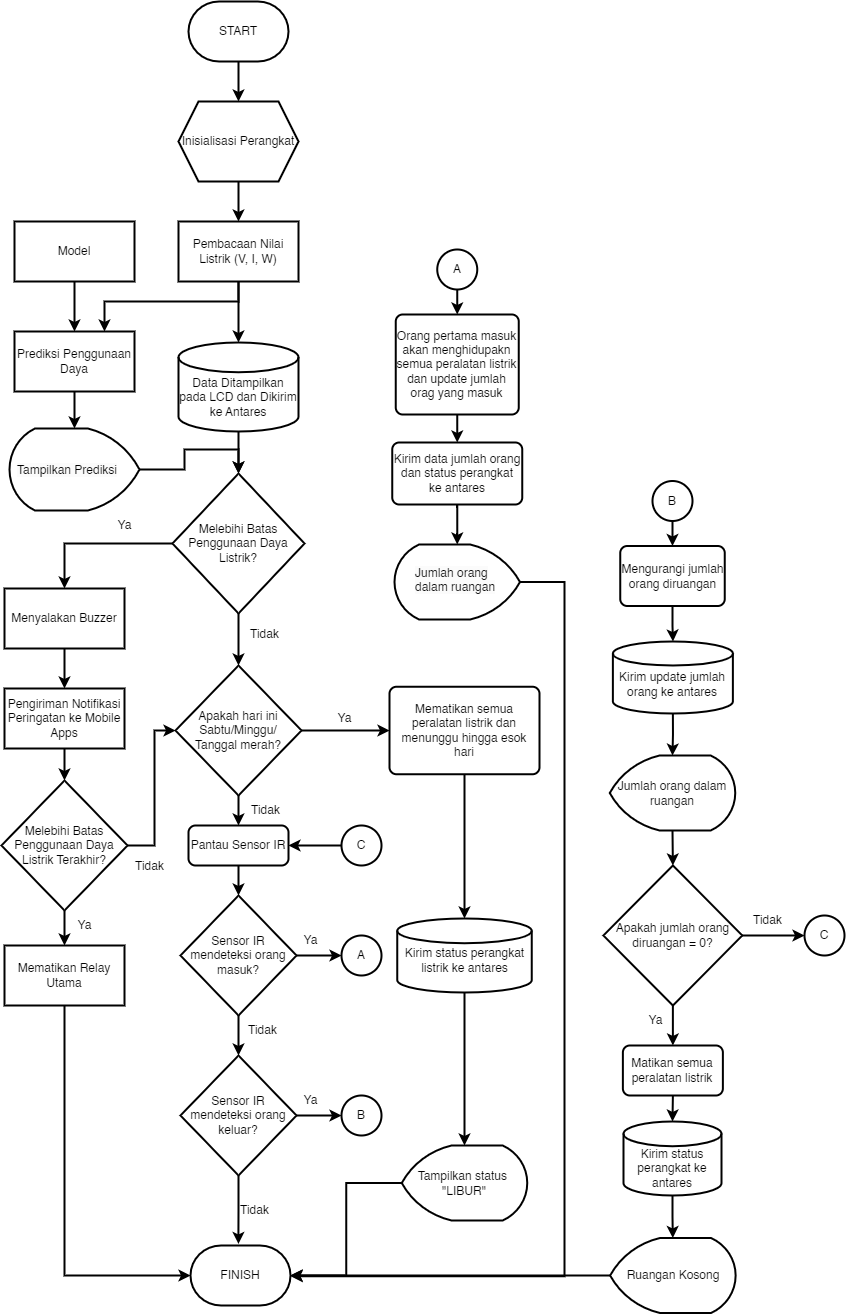 START
Inisialisasi Perangkat
Model
Pembacaan Nilai
Listrik (V, I, W)
Prediksi Penggunaan
Daya
Data Ditampilkan
pada LCD dan Dikirim
ke Antares
Tampilkan Prediksi
Melebihi Batas
Penggunaan Daya
Listrik?
Ya
Tidak
Menyalakan Buzzer
Pengiriman Notifikasi
Peringatan ke Mobile
Apps
Melebihi Batas
Penggunaan Daya
Listrik Terakhir?
Tidak
Ya
Mematikan Relay
Utama
Apakah hari ini
Sabtu/Minggu/
Tanggal merah?
Ya
Tidak
Pantau Sensor IR
C
Sensor IR
mendeteksi orang
masuk?
Ya
A
Tidak
Sensor IR
mendeteksi orang
keluar?
Ya
B
Tidak
FINISH
Mematikan semua
peralatan listrik dan
menunggu hingga esok
hari
Kirim status perangkat
listrik ke antares
Tampilkan status
"LIBUR"
A
Orang pertama masuk
akan menghidupakn
semua peralatan listrik
dan update jumlah
orag yang masuk
Kirim data jumlah orang
dan status perangkat
ke antares
Jumlah orang
dalam ruangan
B
Mengurangi jumlah
orang diruangan
Kirim update jumlah
orang ke antares
Jumlah orang dalam
ruangan
Apakah jumlah orang
diruangan = 0?
Tidak
C
Ya
Matikan semua
peralatan listrik
Kirim status
perangkat ke
antares
Ruangan Kosong